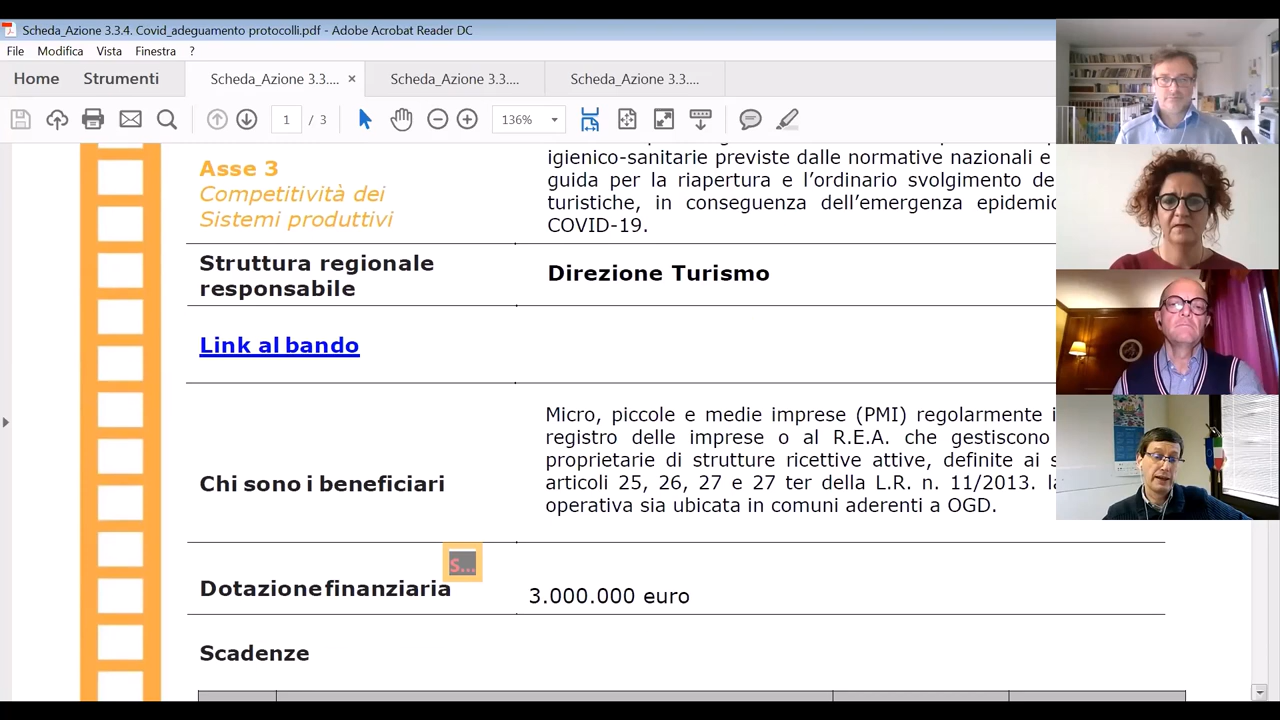 Scheda_Azione 3.3.4. Covid_adeguamento protocolli.pdf - Adobe Acrobat Reader DC
File Modifica Vista Finestra ?
Home Strumenti Scheda_Azione 3.3.... × Scheda_Azione 3.3.... Scheda_Azione 3.3....
1 / 3 136%
igienico-sanitarie previste dalle normative nazionali e
Asse 3
guida per la riapertura e l’ordinario svolgimento de
Competitività dei
turistiche, in conseguenza dell’emergenza epidemic
Sistemi produttivi
COVID-19.
Struttura regionale
responsabile
Direzione Turismo
Link al bando
Micro, piccole e medie imprese (PMI) regolarmente i
registro delle imprese o al R.E.A. che gestiscono
proprietarie di strutture ricettive attive, definite ai s
Chi sono i beneficiari
articoli 25, 26, 27 e 27 ter della L.R. n. 11/2013. la
operativa sia ubicata in comuni aderenti a OGD.
S...
Dotazione finanziaria
3.000.000 euro
Scadenze